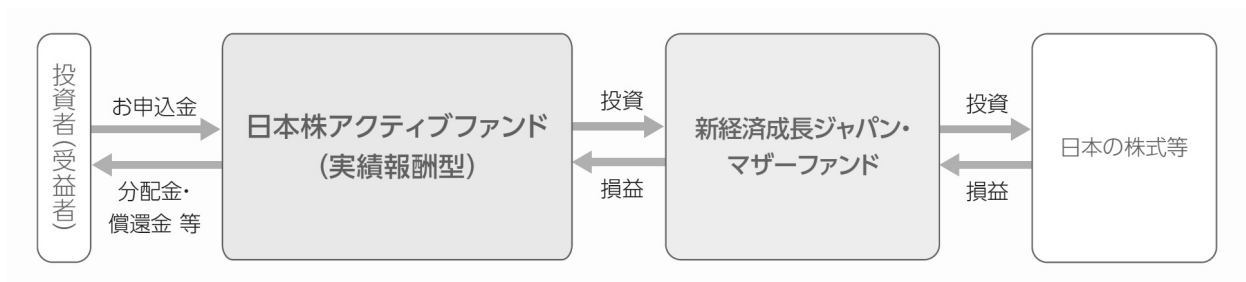 投資者(受益者)
お申込金
分配金・
償還金 等
日本株アクティブファンド
(実績報酬型)
投資
損益
新経済成長ジャパン・
マザーファンド
投資
損益
日本の株式等